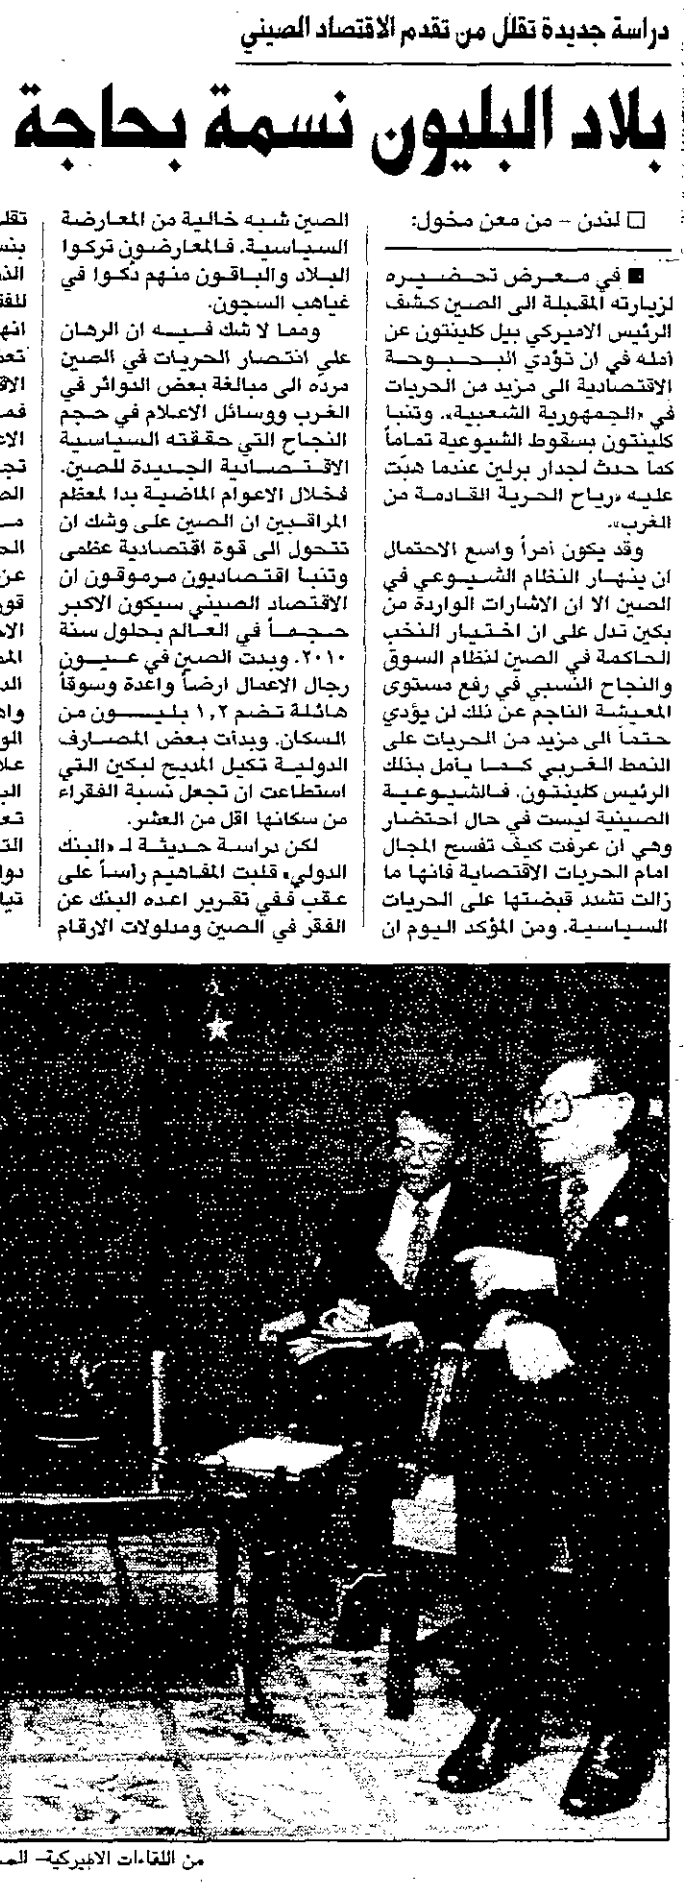 دراسة جديدة تقلل من تقدم الاقتصاد الصيني
بلاد البليون نسمة بحاجة
□ لندن - من معن مخول:
■ في معرض تحضيره
لزيارته المقبلة الى الصين كشف
الرئيس الاميركي بيل كلينتون عن
أمله في ان تؤدي البحبوحة
الاقتصادية الى مزيد من الحريات
في «الجمهورية الشعبية». وتنبأ
كلينتون بسقوط الشيوعية تماماً
كما حدث لجدار برلين عندما هبّت
عليه «رياح الحرية القادمة من
الغرب».
وقد يكون أمراً واسع الاحتمال
ان ينهار النظام الشيوعي في
الصين الا ان الاشارات الواردة من
بكين تدل على ان اختيار النخب
الحاكمة في الصين لنظام السوق
والنجاح النسبي في رفع مستوى
المعيشة الناجم عن ذلك لن يؤدي
حتماً الى مزيد من الحريات على
النمط الغربي كما يأمل بذلك
الرئيس كلينتون. فالشيوعية
الصينية ليست في حال احتضار
وهي ان عرفت كيف تفسح المجال
امام الحريات الاقتصاية فانها ما
زالت تشدد قبضتها على الحريات
السياسية. ومن المؤكد اليوم ان
الصين شبه خالية من المعارضة
السياسية. فالمعارضون تركوا
البلاد والباقون منهم دُكوا في
غياهب السجون.
ومما لا شك فيه ان الرهان
على انتصار الحريات في الصين
مرده الى مبالغة بعض الدوائر في
الغرب ووسائل الاعلام في حجم
النجاح التي حققته السياسية
الاقتصادية الجديدة للصين.
فخلال الاعوام الماضية بدا لمعظم
المراقبين ان الصين على وشك ان
تتحول الى قوة اقتصادية عظمى
وتنبأ اقتصاديون مرموقون ان
الاقتصاد الصيني سيكون الاكبر
حجماً في العالم بحلول سنة
٢٠١٠. وبدت الصين في عيون
رجال الاعمال ارضاً واعدة وسوقاً
هائلة تضم ١,٢ بليون من
السكان. وبدأت بعض المصارف
الدولية تكيل المديح لبكين التي
استطاعت ان تجعل نسبة الفقراء
من سكانها اقل من العشر.
لكن دراسة حديثة لـ «البنك
الدولي» قلبت المفاهيم رأساً على
عقب ففي تقرير اعده البنك عن
الفقر في الصين ومدلولات الارقام
من اللقاءات الاميركية-